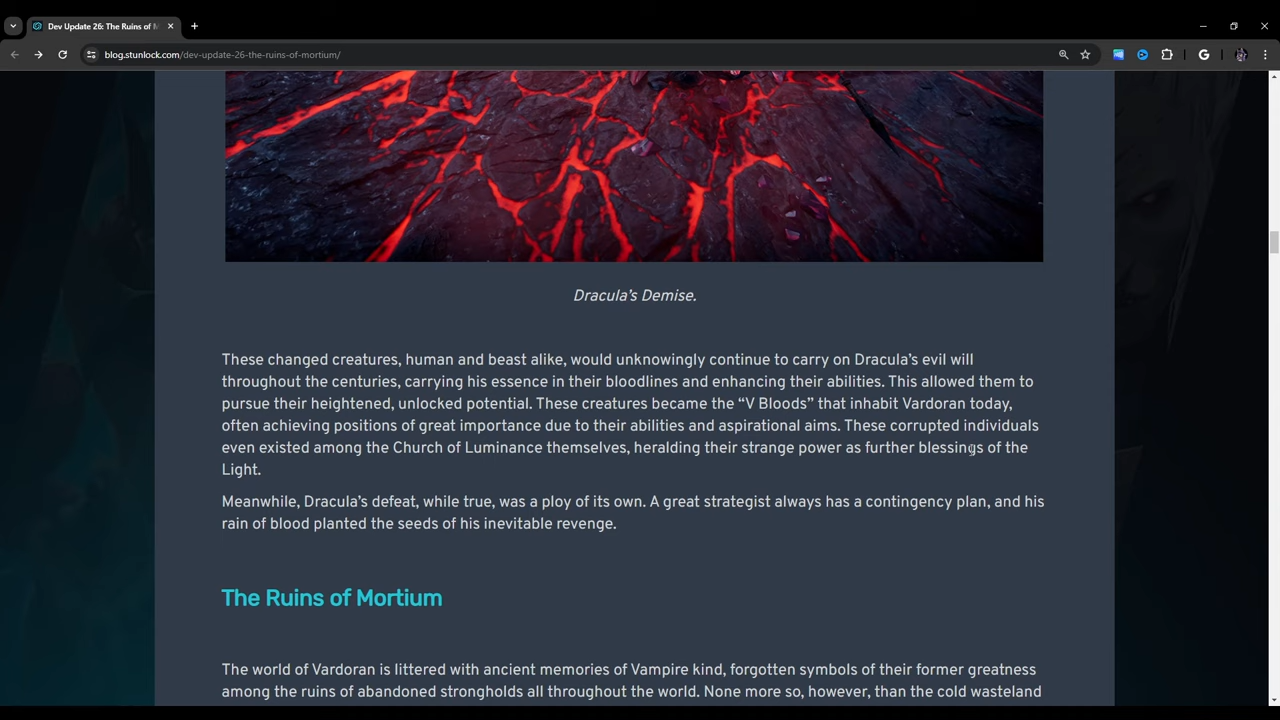 Dev Update 26: The Ruins of M
blog.stunlock.com/dev-update-26-the-ruins-of-mortium/
Dracula's Demise.
These changed creatures, human and beast alike, would unknowingly continue to carry on Dracula's evil will
throughout the centuries, carrying his essence in their bloodlines and enhancing their abilities. This allowed them to
pursue their heightened, unlocked potential. These creatures became the “V Bloods” that inhabit Vardoran today,
often achieving positions of great importance due to their abilities and aspirational aims. These corrupted individuals
even existed among the Church of Luminance themselves, heralding their strange power as further blessings of the
Light.
Meanwhile, Dracula's defeat, while true, was a ploy of its own. A great strategist always has a contingency plan, and his
rain of blood planted the seeds of his inevitable revenge.
The Ruins of Mortium
The world of Vardoran is littered with ancient memories of Vampire kind, forgotten symbols of their former greatness
among the ruins of abandoned strongholds all throughout the world. None more so, however, than the cold wasteland